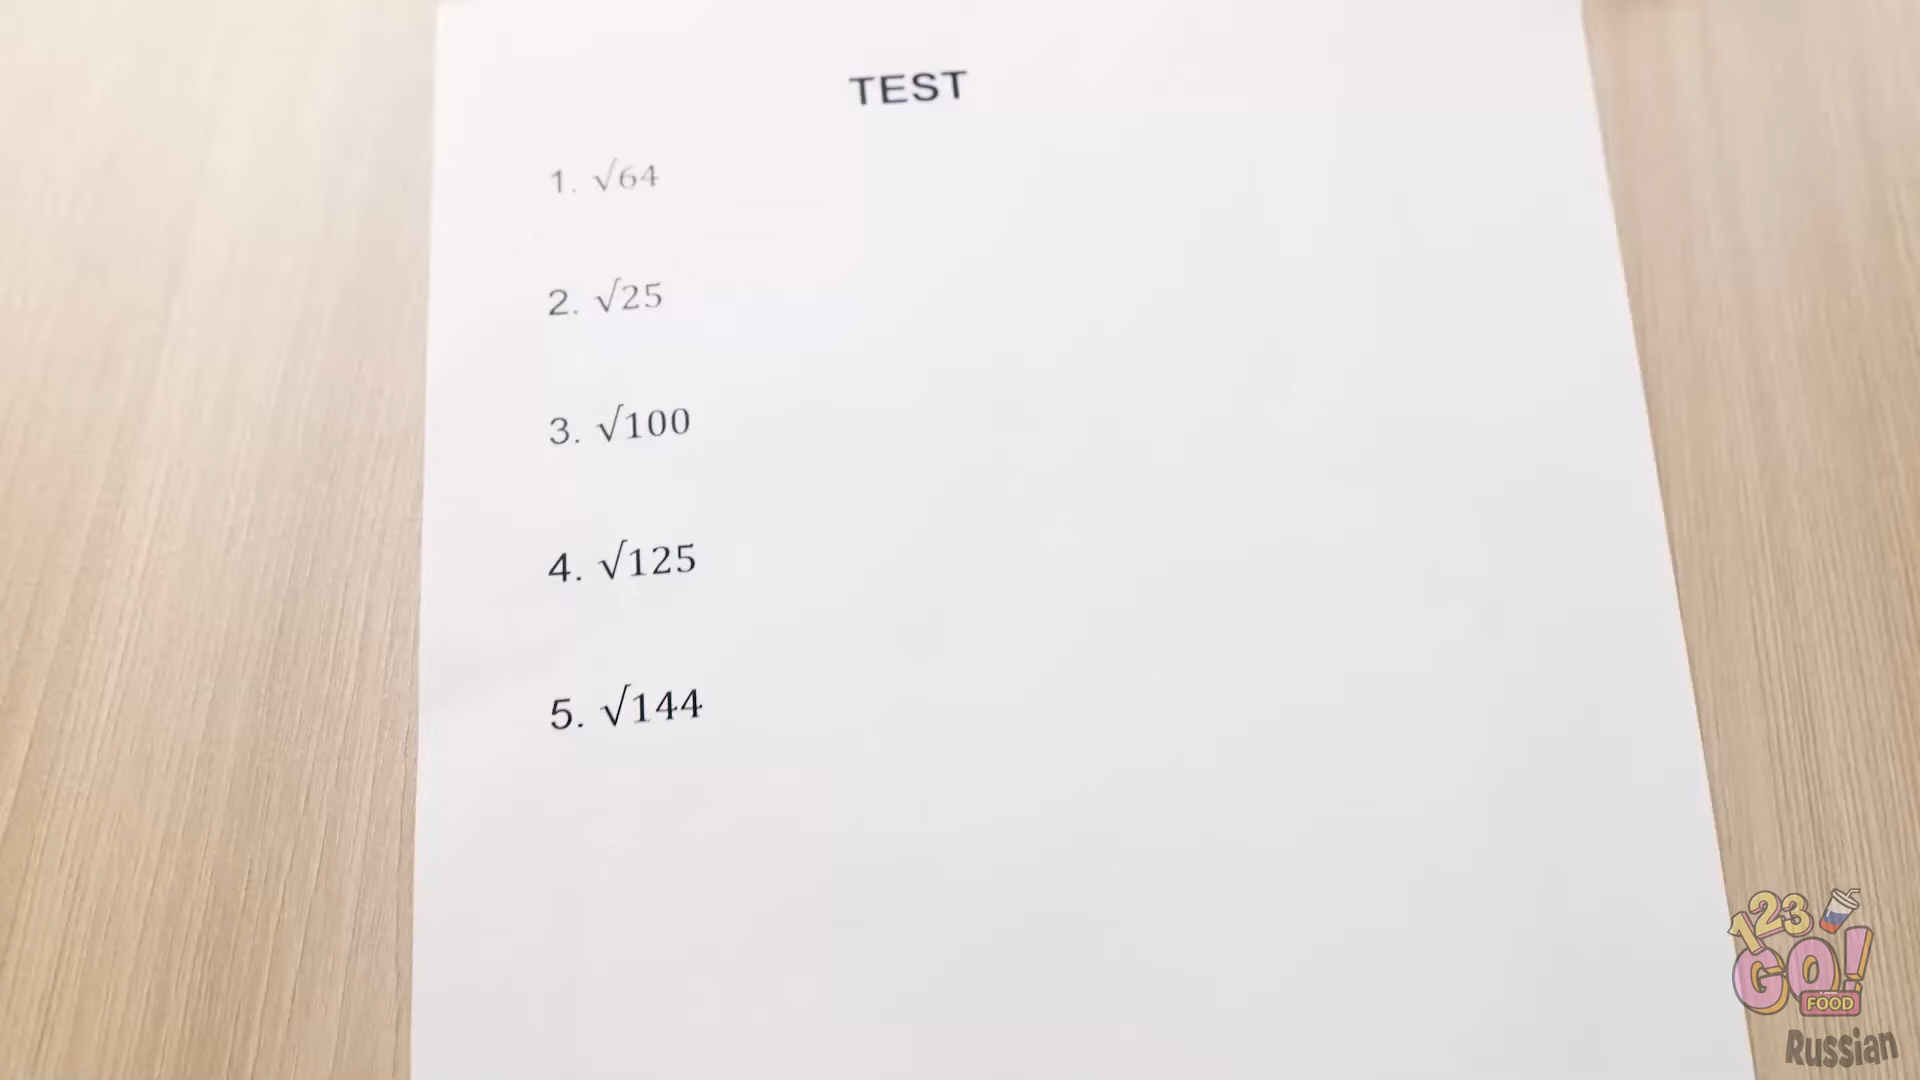 TEST
1. √64
2. √25
3. √100
4. √125
5. √144
123
GO!
FOOD
Russian